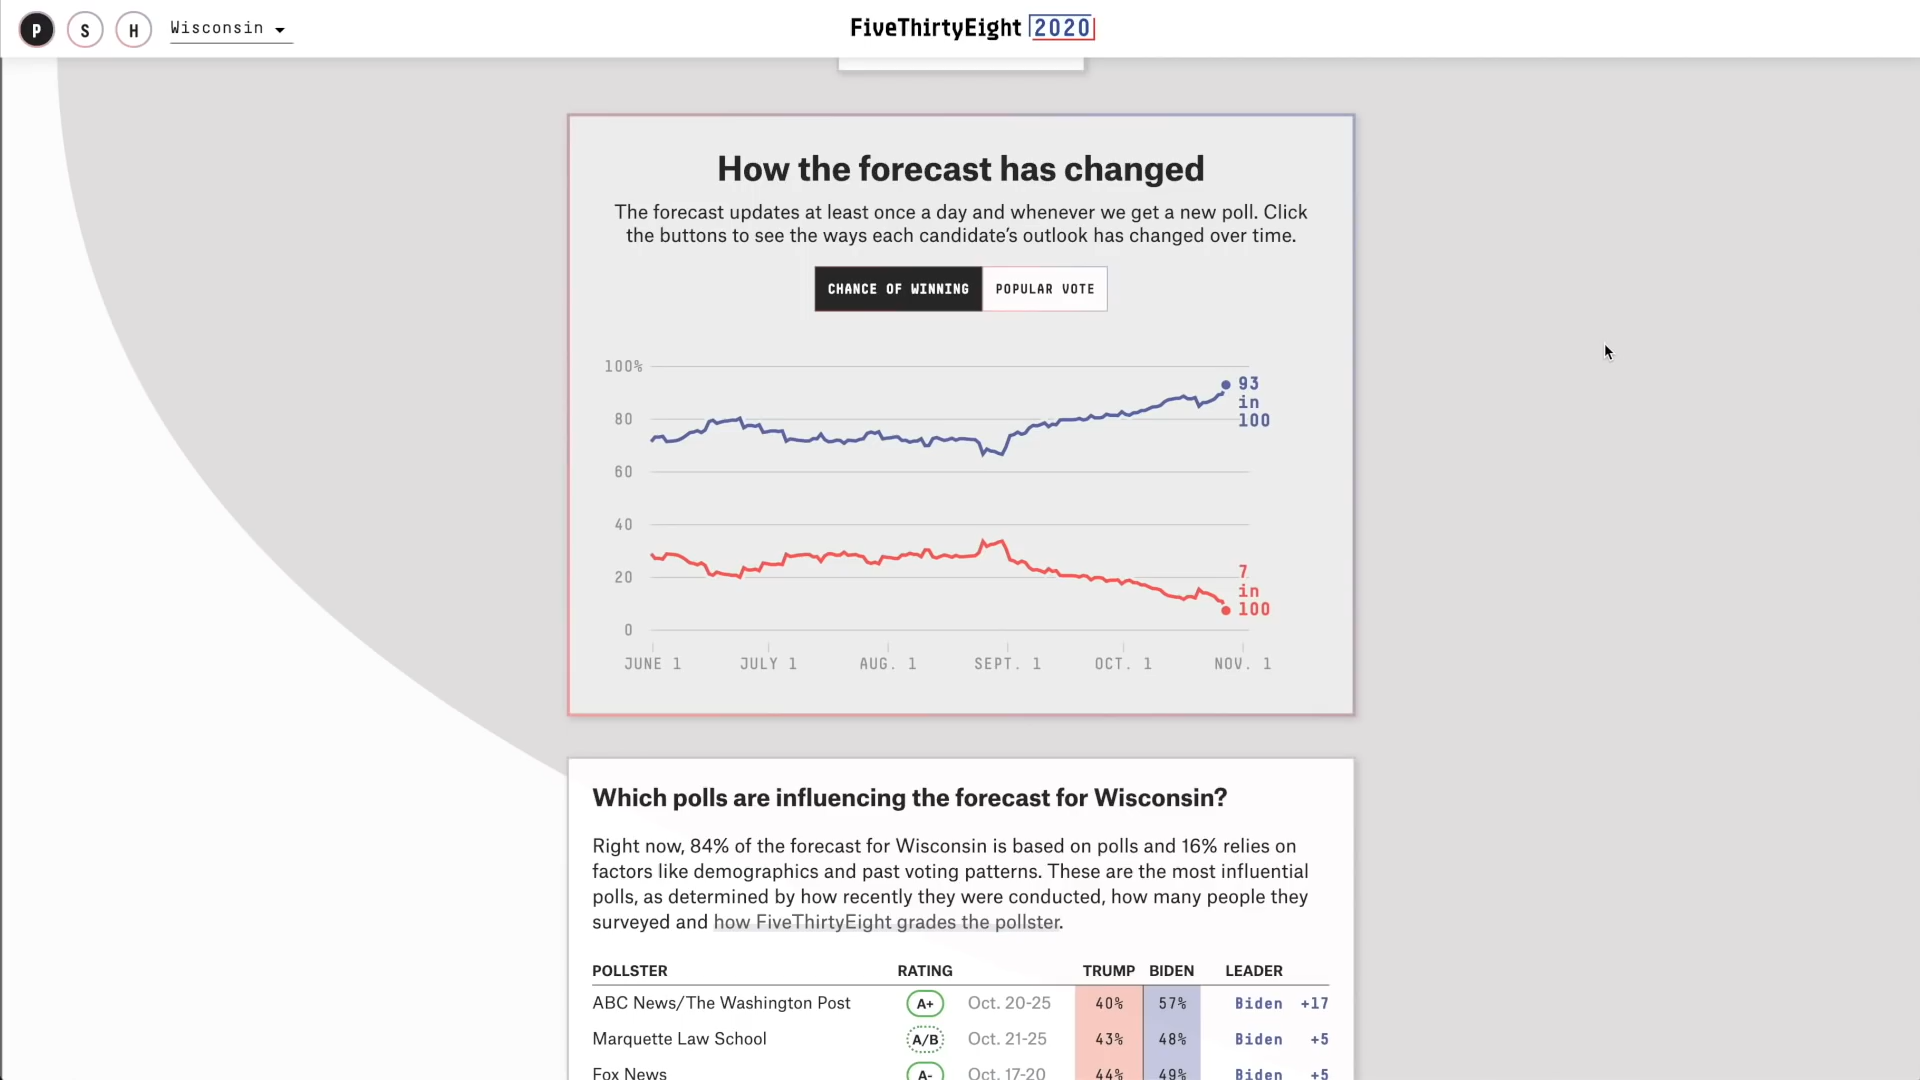 P S H Wisconsin
FiveThirtyEight 2020
How the forecast has changed
The forecast updates at least once a day and whenever we get a new poll. Click
the buttons to see the ways each candidate's outlook has changed over time.
CHANCE OF WINNING POPULAR VOTE
100%
80
60
40
20
0
93
in
100
7
in
100
JUNE 1 JULY 1 AUG. 1 SEPT. 1 OCT. 1 NOV. 1
Which polls are influencing the forecast for Wisconsin?
Right now, 84% of the forecast for Wisconsin is based on polls and 16% relies on
factors like demographics and past voting patterns. These are the most influential
polls, as determined by how recently they were conducted, how many people they
surveyed and how FiveThirtyEight grades the pollster.
POLLSTER RATING TRUMP BIDEN LEADER
ABC News/The Washington Post A+ Oct. 20-25 40% 57% Biden +17
Marquette Law School A/B Oct. 21-25 43% 48% Biden +5
Fox News A- Oct. 17-20 44% 49% Biden +5